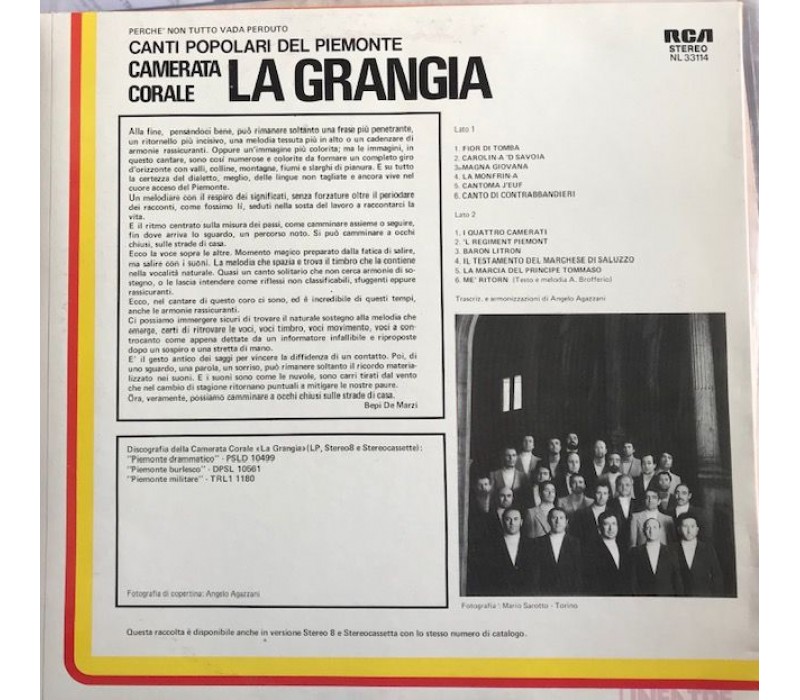 PERCHE' NON TUTTO VADA PERDUTO
CANTI POPOLARI DEL PIEMONTE
CAMERATA
CORALE
LA GRANGIA
RCA
STEREO
NL 33114
Alla fine, pensandoci bene, può rimanere soltanto una frase più penetrante,
un ritornello più incisivo, una melodia tessuta più in alto o un cadenzare di
armonie rassicuranti. Oppure un'immagine più colorita; ma le immagini, in
questo cantare, sono così numerose e colorite da formare un completo giro
d'orizzonte con valli, colline, montagne, fiumi e slarghi di pianura. E su tutto
la certezza del dialetto, meglio, delle lingue non tagliate e ancora vive nel
cuore acceso del Piemonte.
Un melodiare con il respiro dei significati, senza forzature oltre il periodare
dei racconti, come fossimo lí, seduti nella sosta del lavoro a raccontarci la
vita.
E il ritmo centrato sulla misura dei passi, come camminare assieme o seguire,
fin dove arriva lo sguardo, un percorso noto. Si può camminare a occhi
chiusi, sulle strade di casa.
Ecco la voce sopra le altre. Momento magico preparato dalla fatica di salire,
ma salire con i suoni. La melodia che spazia e trova il timbro che la contiene
nella vocalità naturale. Quasi un canto solitario che non cerca armonie di so-
stegno, o le lascia intendere come riflessi non classificabili, sfuggenti eppure
rassicuranti.
Ecco, nel cantare di questo coro ci sono, ed è incredibile di questi tempi,
anche le armonie rassicuranti.
Ci possiamo immergere sicuri di trovare il naturale sostegno alla melodia che
emerga, certi di ritrovare le voci, voci timbro, voci movimento, voci a con-
trocanto come appena dettate da un informatore infallibile e riproposte
dopo un sospiro e una stretta di mano.
E' il gesto antico dei saggi per vincere la diffidenza di un contatto. Poi, di
uno sguardo, una parola, un sorriso, può rimanere soltanto il ricordo materia-
lizzato nei suoni. E i suoni sono come le nuvole, sono carri tirati dal vento
che nel cambio di stagione ritornano puntuali a mitigare le nostre paure.
Ora, veramente, possiamo camminare a occhi chiusi sulle strade di casa.
Bepi De Marzi
Lato 1
1. FIOR DI TOMBA
2. CAROLIN-A 'D SAVOIA
3. MAGNA GIOVANA
4. LA MONFRIN-A
5. CANTOMA J'EUF
6. CANTO DI CONTRABBANDIERI
Lato 2
1. I QUATTRO CAMERATI
2. 'L REGIMENT PIEMONT
3. BARON LITRON
4. IL TESTAMENTO DEL MARCHESE DI SALUZZO
5. LA MARCIA DEL PRINCIPE TOMMASO
6. ME' RITORN (Testo e melodia A. Brofferio)
Trascriz. e armonizzazioni di Angelo Agazzani
Discografia della Camerata Corale «La Grangia» (LP, Stereo8 e Stereocassette):
"Piemonte drammatico" - PSLD 10499
"Piemonte burlesco" - DPSL 10561
"Piemonte militare" - TRL1 1180
Fotografia di copertina: Angelo Agazzani
Fotografia : Mario Sarotto - Torino
Questa raccolta è disponibile anche in versione Stereo 8 e Stereocassetta con lo stesso numero di catalogo.